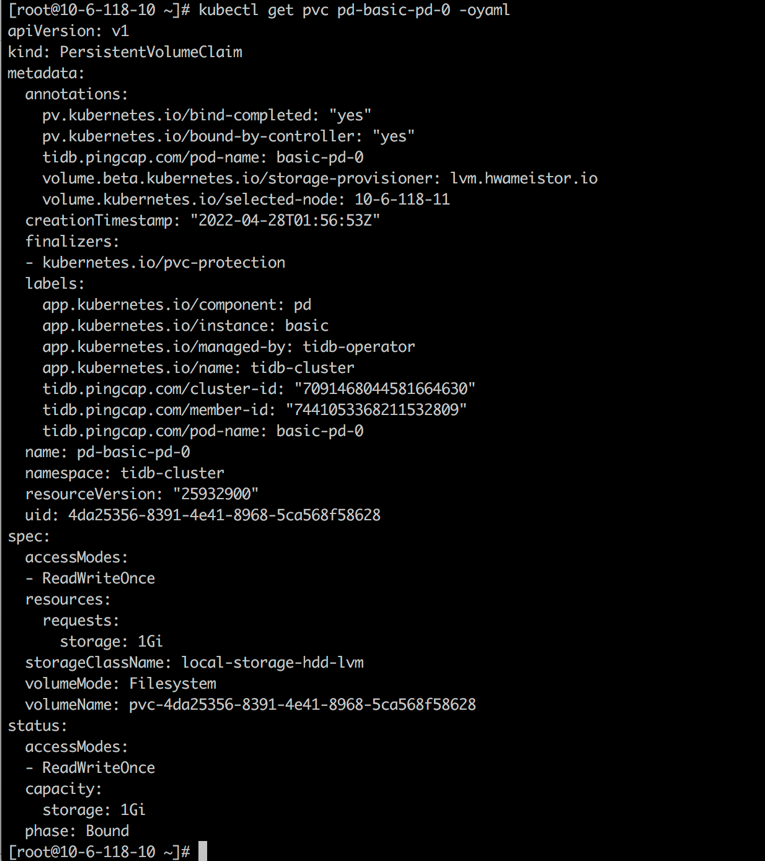 [root@10-6-118-10 ~]# kubectl get pvc pd-basic-pd-0 -oyaml
apiVersion: v1
kind: PersistentVolumeClaim
metadata:
  annotations:
    pv.kubernetes.io/bind-completed: "yes"
    pv.kubernetes.io/bound-by-controller: "yes"
    tidb.pingcap.com/pod-name: basic-pd-0
    volume.beta.kubernetes.io/storage-provisioner: lvm.hwameistor.io
    volume.kubernetes.io/selected-node: 10-6-118-11
  creationTimestamp: "2022-04-28T01:56:53Z"
  finalizers:
  - kubernetes.io/pvc-protection
  labels:
    app.kubernetes.io/component: pd
    app.kubernetes.io/instance: basic
    app.kubernetes.io/managed-by: tidb-operator
    app.kubernetes.io/name: tidb-cluster
    tidb.pingcap.com/cluster-id: "7091468044581664630"
    tidb.pingcap.com/member-id: "7441053368211532809"
    tidb.pingcap.com/pod-name: basic-pd-0
  name: pd-basic-pd-0
  namespace: tidb-cluster
  resourceVersion: "25932900"
  uid: 4da25356-8391-4e41-8968-5ca568f58628
spec:
  accessModes:
  - ReadWriteOnce
  resources:
    requests:
      storage: 1Gi
  storageClassName: local-storage-hdd-lvm
  volumeMode: Filesystem
  volumeName: pvc-4da25356-8391-4e41-8968-5ca568f58628
status:
  accessModes:
  - ReadWriteOnce
  capacity:
    storage: 1Gi
  phase: Bound
[root@10-6-118-10 ~]#